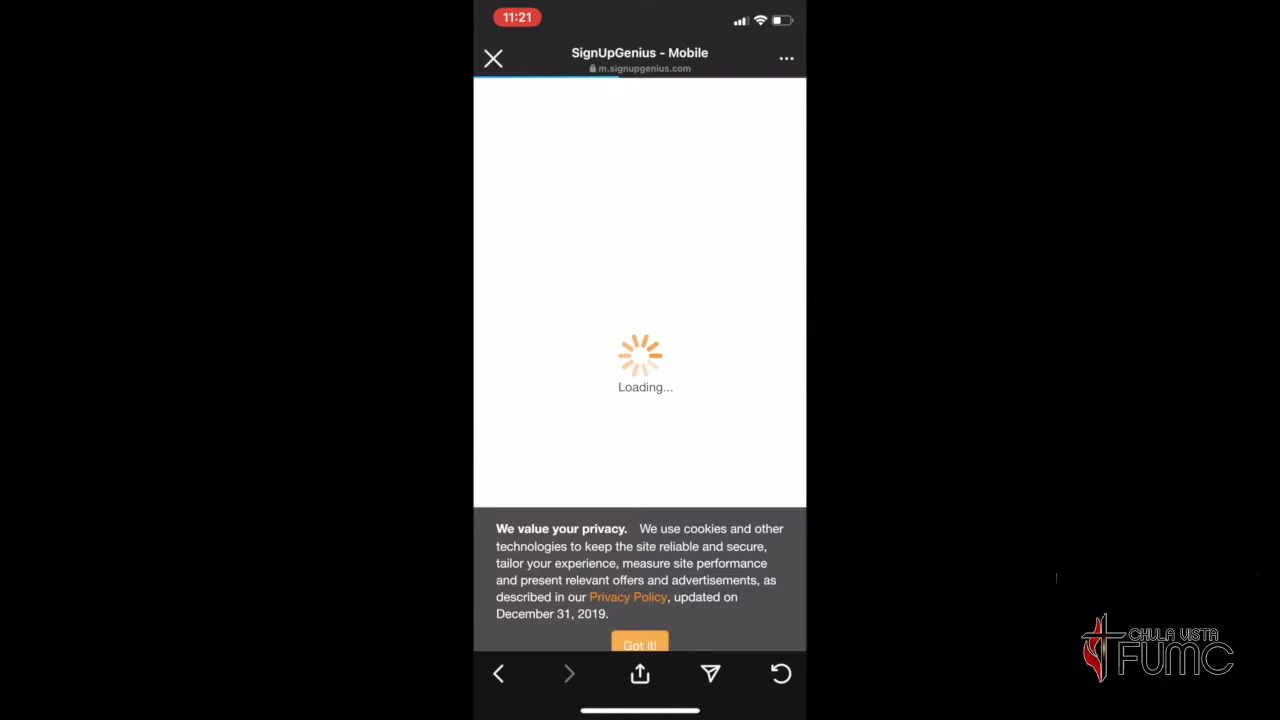 11:21
SignUpGenius - Mobile
m.signupgenius.com
Loading...
We value your privacy. We use cookies and other
technologies to keep the site reliable and secure,
tailor your experience, measure site performance
and present relevant offers and advertisements, as
described in our Privacy Policy, updated on
December 31, 2019.
Got it!
CHULA VISTA
FUMC